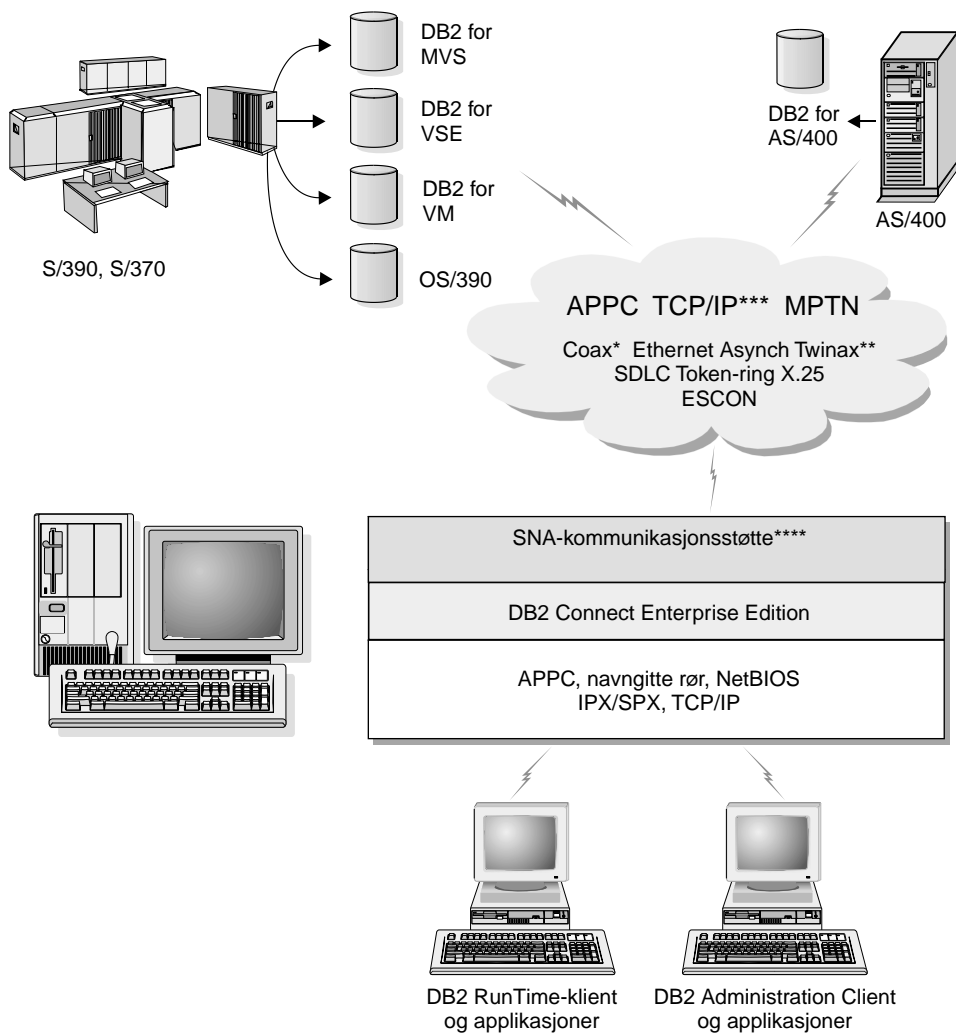 DB2 for
MVS
DB2 for
VSE
DB2 for
VM
OS/390
S/390, S/370
DB2 for
AS/400
AS/400
APPC TCP/IP*** MPTN
Coax* Ethernet Asynch Twinax**
SDLC Token-ring X.25
ESCON
SNA-kommunikasjonsstøtte****
DB2 Connect Enterprise Edition
APPC, navngitte rør, NetBIOS
IPX/SPX, TCP/IP
DB2 RunTime-klient
og applikasjoner
DB2 Administration Client
og applikasjoner